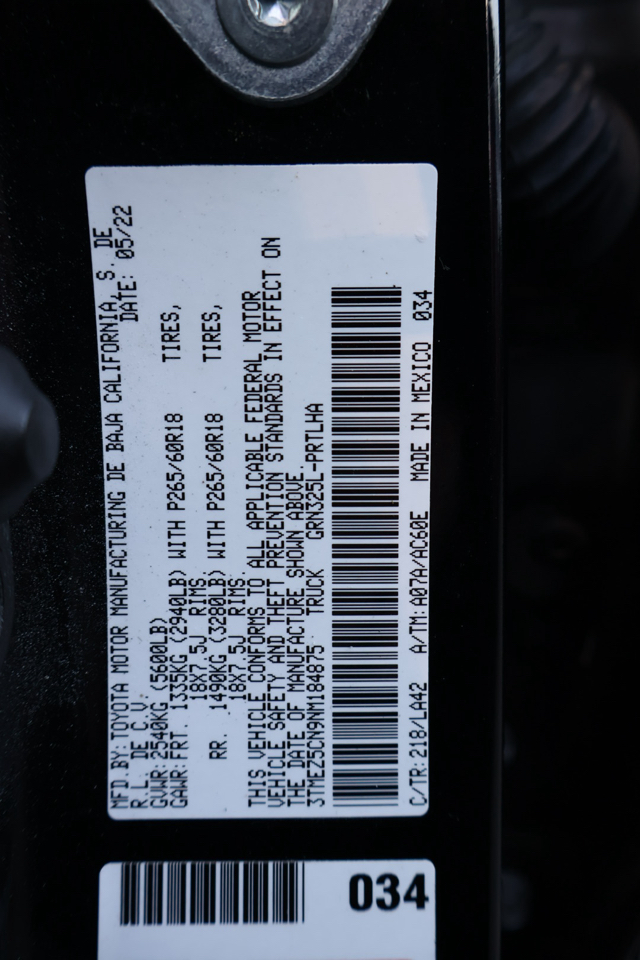 MFD.BY:TOYOTA MOTOR MANUFACTURING DE BAJA CALIFORNIA, S. DE
R.L. DE C.V. DATE: 05/22
GVWR:2540KG (5600LB)
GAWR:FRT. 1335KG (2940LB) WITH P265/60R18 TIRES,
18X7.5J RIMS.
RR. 1490KG (3280LB) WITH P265/60R18 TIRES,
18X7.5J RIMS.
THIS VEHICLE CONFORMS TO ALL APPLICABLE FEDERAL MOTOR
VEHICLE SAFETY AND THEFT PREVENTION STANDARDS IN EFFECT ON
THE DATE OF MANUFACTURE SHOWN ABOVE.
3TMEZ5CN9NM184875 TRUCK GRN325L-PRTLHA
C/TR:218/LA42 A/TM:A07A/AC60E MADE IN MEXICO 034
034